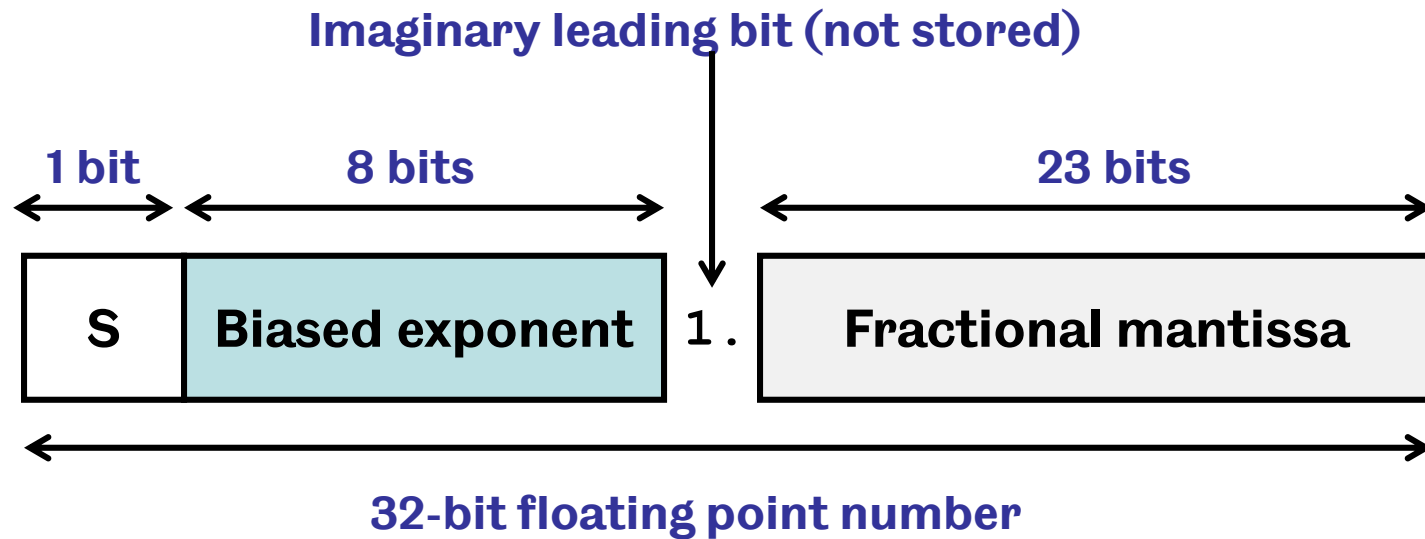 Imaginary leading bit (not stored)
1 bit 8 bits 23 bits
S Biased exponent 1. Fractional mantissa
32-bit floating point number